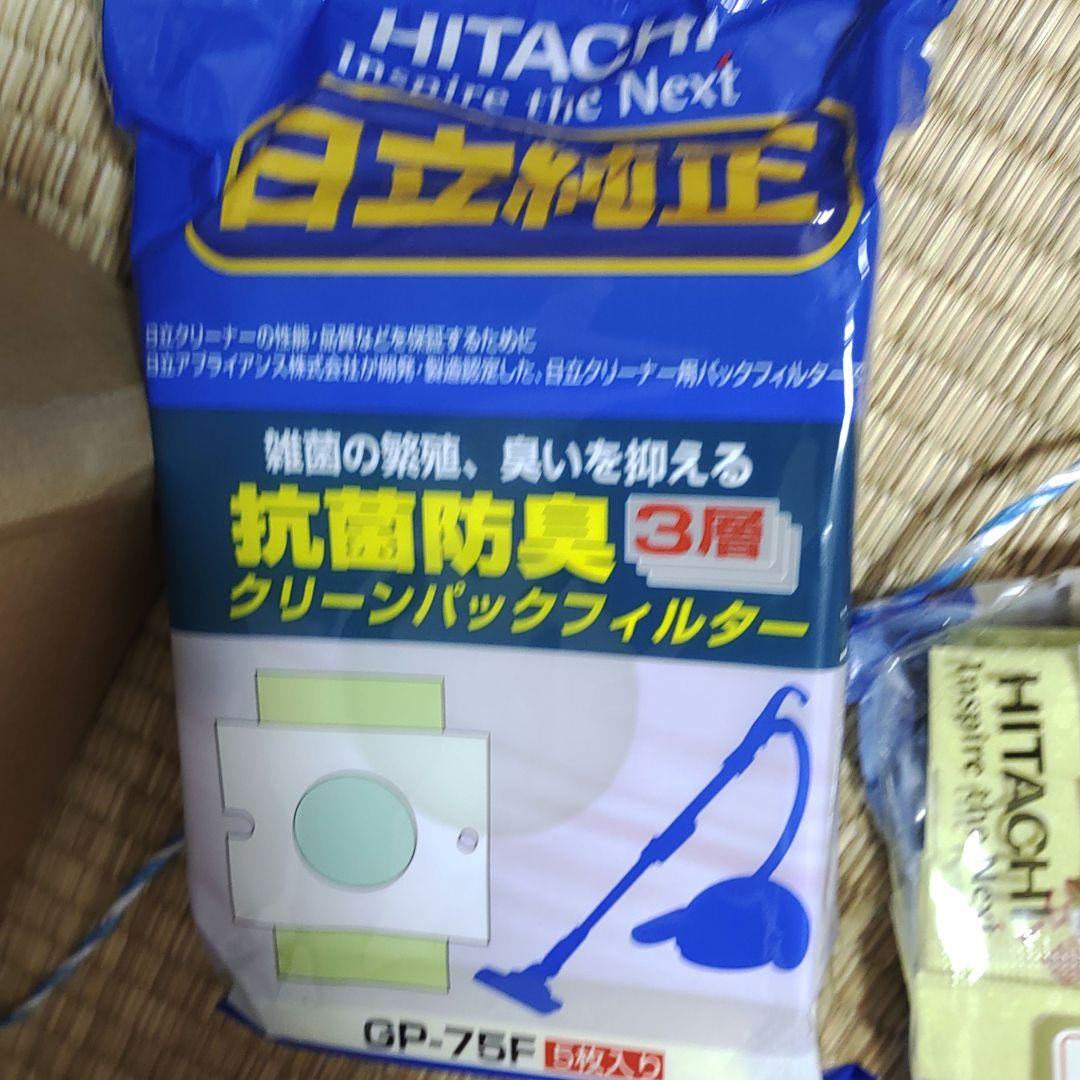 HITACHI
Inspire the Next
日立純正
日立クリーナーの性能・品質などを保証するために
日立アプライアンス株式会社が開発・製造認定した、日立クリーナー用パックフィルターで
雑菌の繁殖、臭いを抑える
抗菌防臭 3層
クリーンパックフィルター
GP-75F 5枚入り
HITACHI
Inspire the Next